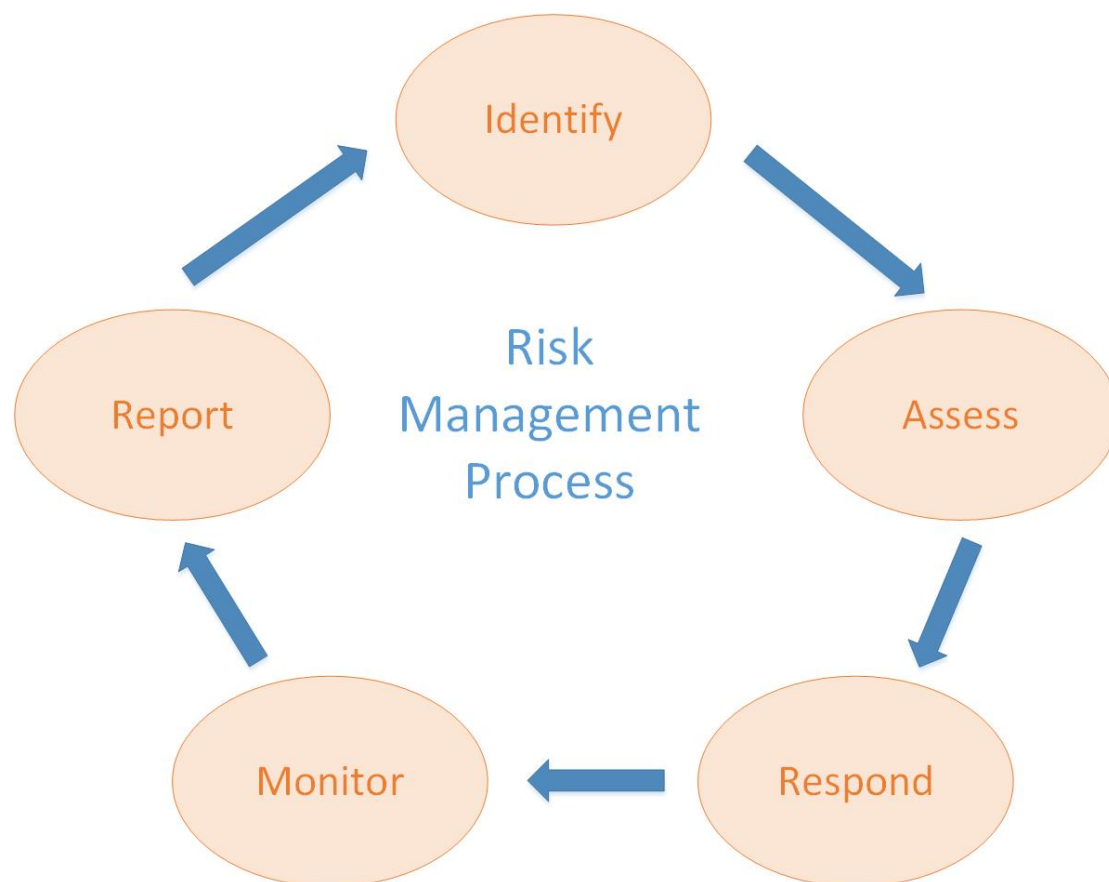 Identify
Risk
Management
Process
Report
Assess
Monitor
Respond